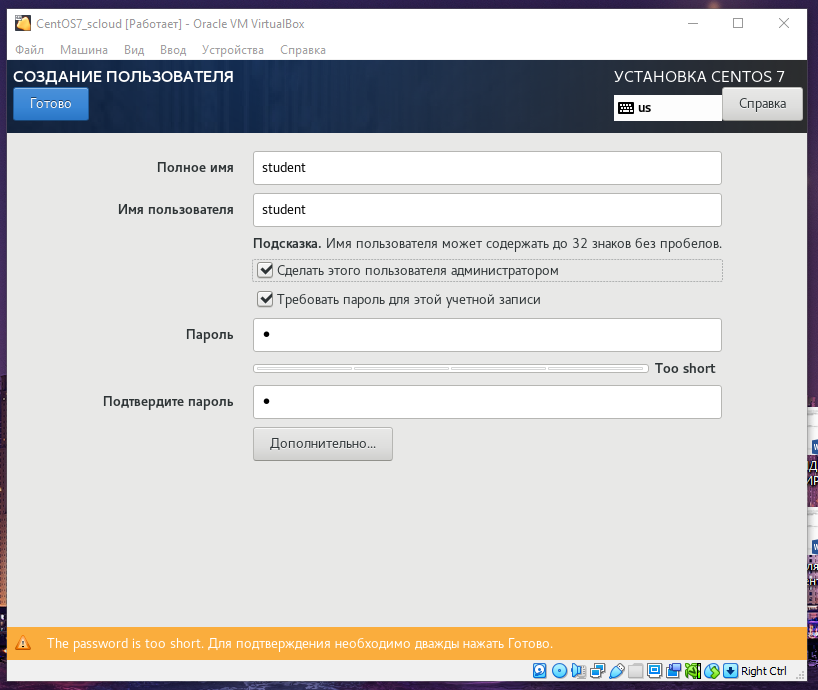 CentOS7_scloud [Работает] - Oracle VM VirtualBox
Файл Машина Вид Ввод Устройства Справка
СОЗДАНИЕ ПОЛЬЗОВАТЕЛЯ
УСТАНОВКА CENTOS 7
Готово
us
Справка
Полное имя
student
Имя пользователя
student
Подсказка. Имя пользователя может содержать до 32 знаков без пробелов.
Сделать этого пользователя администратором
Требовать пароль для этой учетной записи
Пароль
Too short
Подтвердите пароль
Дополнительно...
The password is too short. Для подтверждения необходимо дважды нажать Готово.
Right Ctrl